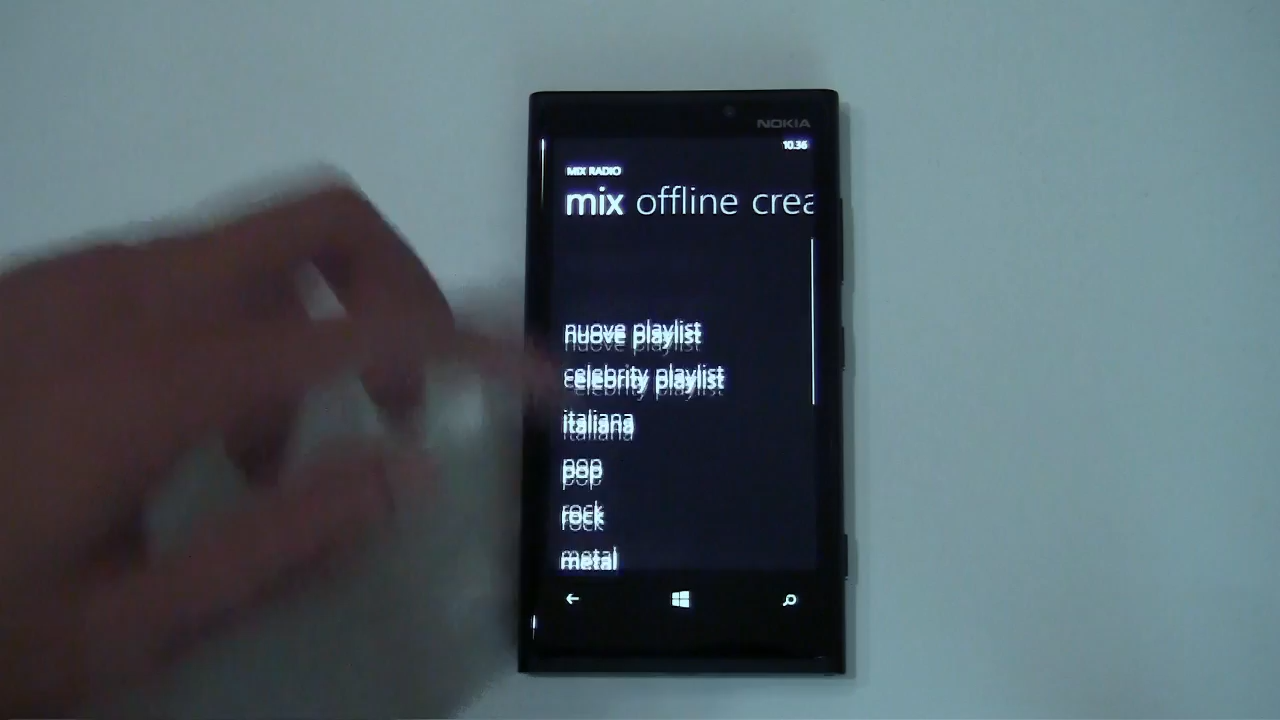 NOKIA
10.36
MIX RADIO
mix offline crea
nuove playlist
celebrity playlist
italiana
pop
rock
metal